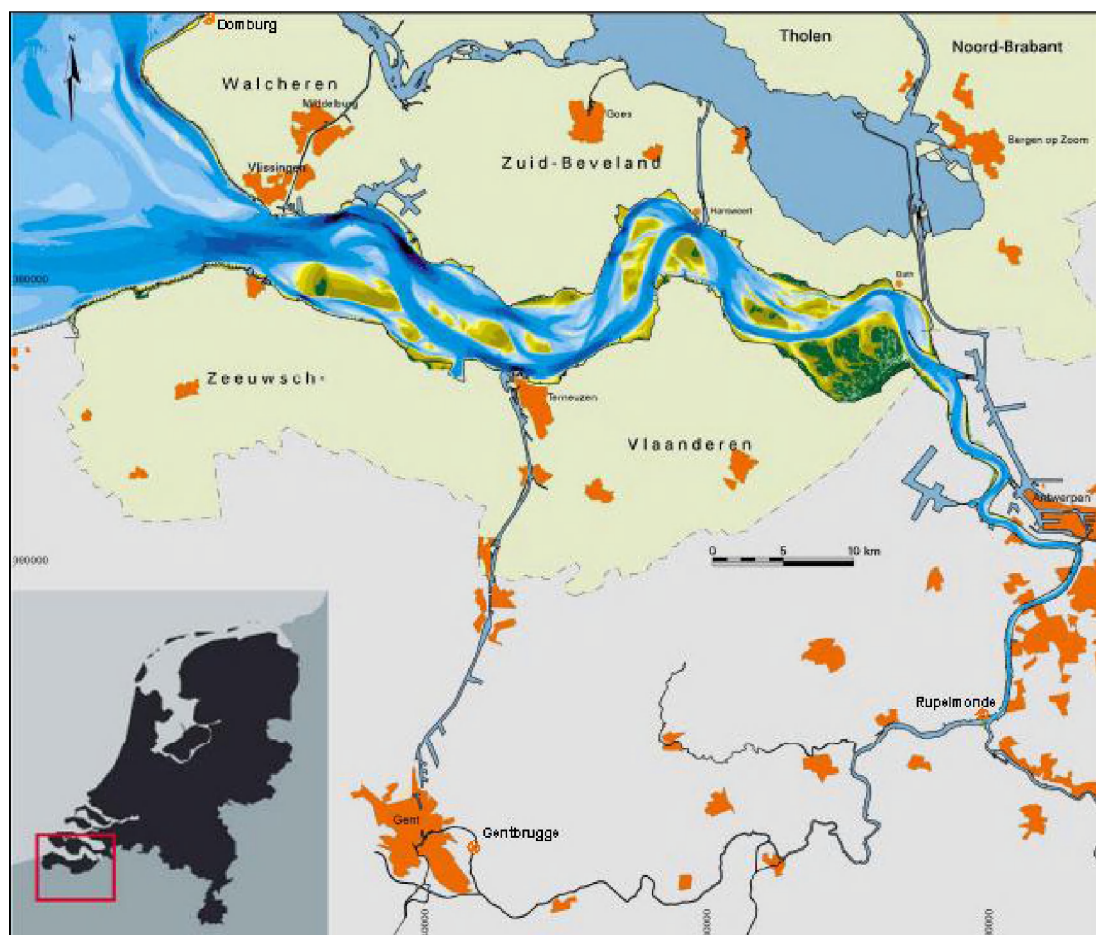 Domburg
Tholen
Noord-Brabant
N
Walcheren
Middelburg
Goes
Bergen op Zoom
Vlissingen
Zuid-Beveland
Hansweert
Bath
Zeeuwsch-
Terneuzen
Vlaanderen
Antwerpen
0 5 10 km
Rupelmonde
Gent
Gentbrugge